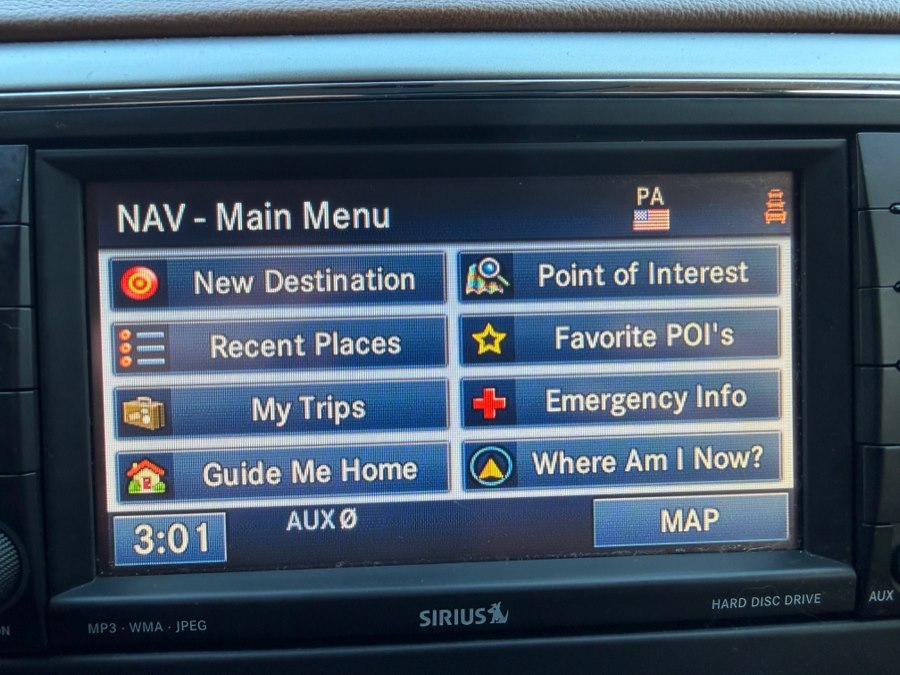 NAV - Main Menu
PA
New Destination
Point of Interest
Recent Places
Favorite POI's
My Trips
Emergency Info
Guide Me Home
Where Am I Now?
3:01
AUX Ø
MAP
MP3 · WMA · JPEG
SIRIUS
HARD DISC DRIVE
AUX